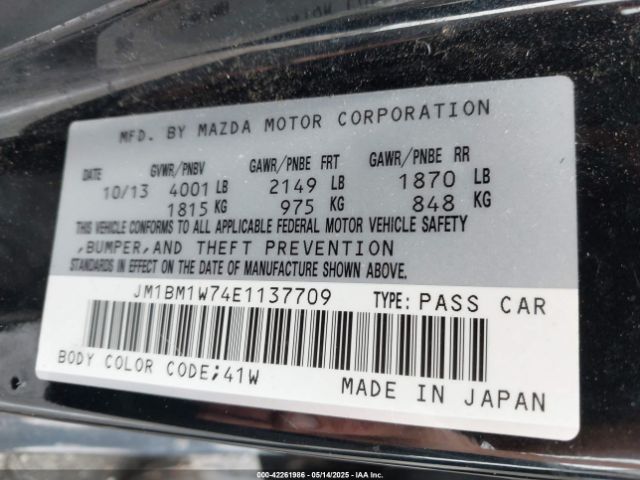 MFD. BY MAZDA MOTOR CORPORATION
DATE GVWR/PNBV GAWR/PNBE FRT GAWR/PNBE RR
10/13 4001 LB 2149 LB 1870 LB
1815 KG 975 KG 848 KG
THIS VEHICLE CONFORMS TO ALL APPLICABLE FEDERAL MOTOR VEHICLE SAFETY
,BUMPER,AND THEFT PREVENTION
STANDARDS IN EFFECT ON THE DATE OF MANUFACTURE SHOWN ABOVE.
JM1BM1W74E1137709 TYPE: PASS CAR
BODY COLOR CODE;41W
MADE IN JAPAN
000-42261986 - 05/14/2025 - IAA Inc.